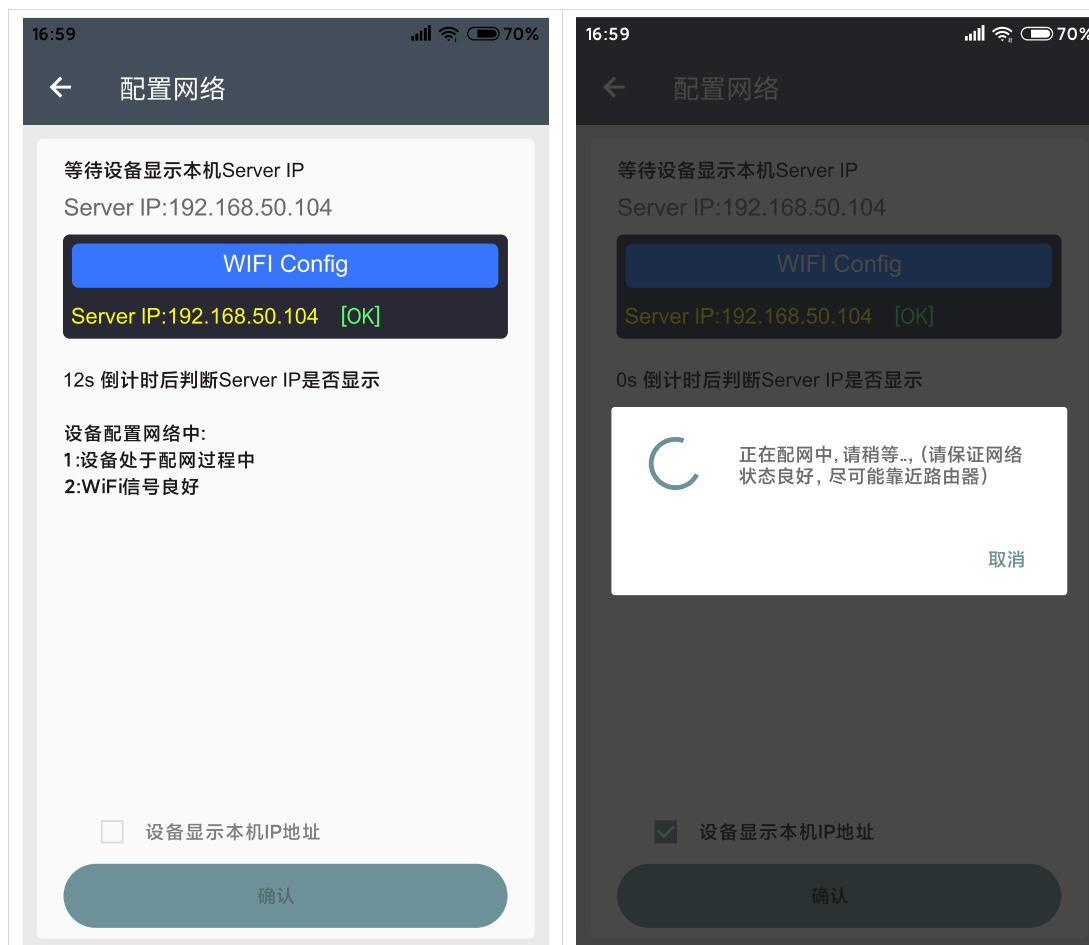 16:59
70%
配置网络
等待设备显示本机Server IP
Server IP:192.168.50.104
WIFI Config
Server IP:192.168.50.104 [OK]
12s 倒计时后判断Server IP是否显示
设备配置网络中:
1:设备处于配网过程中
2:WiFi信号良好
设备显示本机IP地址
确认
16:59
70%
配置网络
等待设备显示本机Server IP
Server IP:192.168.50.104
WIFI Config
Server IP:192.168.50.104 [OK]
0s 倒计时后判断Server IP是否显示
正在配网中, 请稍等.., (请保证网络
状态良好, 尽可能靠近路由器)
取消
设备显示本机IP地址
确认